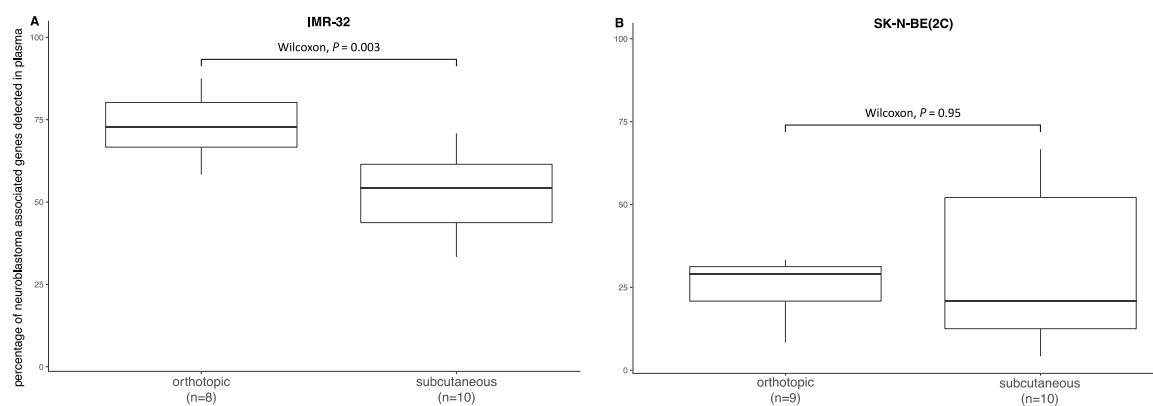 A
IMR-32
percentage of neuroblastoma associated genes detected in plasma
100
75
50
25
0
Wilcoxon, P = 0.003
orthotopic
(n=8)
subcutaneous
(n=10)
B
SK-N-BE(2C)
100
75
50
25
0
Wilcoxon, P = 0.95
orthotopic
(n=9)
subcutaneous
(n=10)